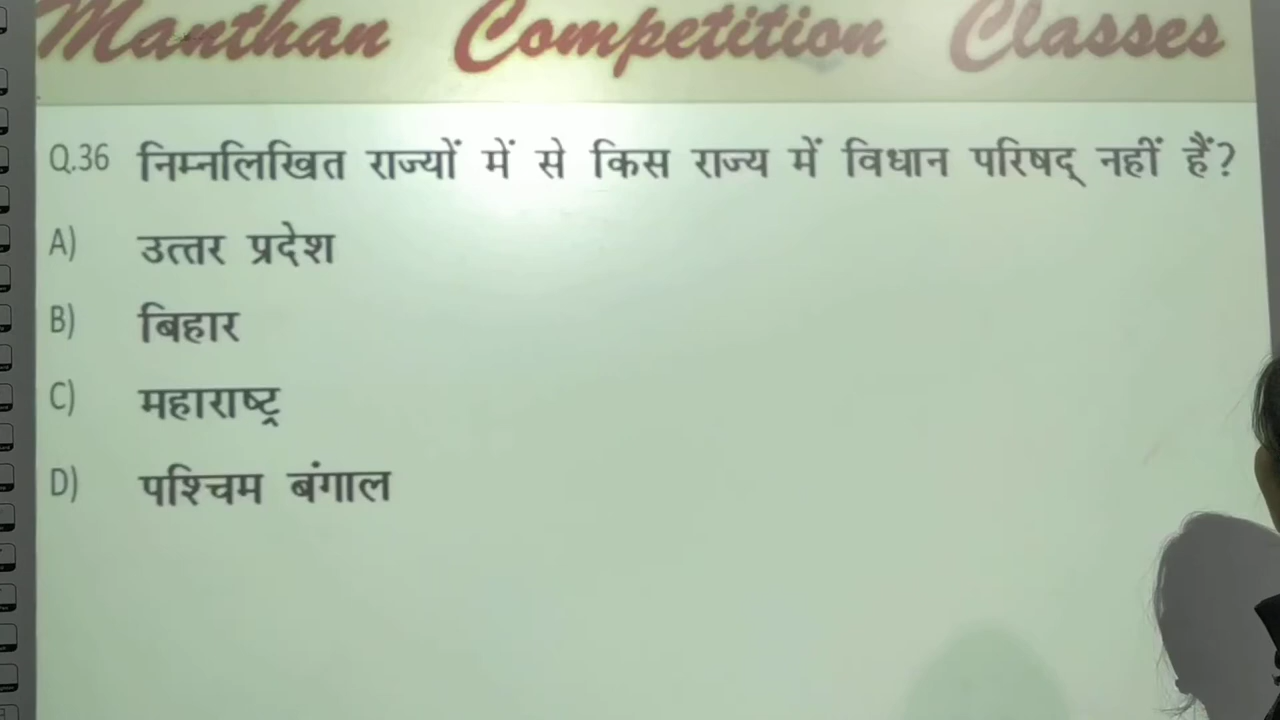 Manthan Competition Classes
Q.36 निम्नलिखित राज्यों में से किस राज्य में विधान परिषद् नहीं हैं?
A) उत्तर प्रदेश
B) बिहार
C) महाराष्ट्र
D) पश्चिम बंगाल